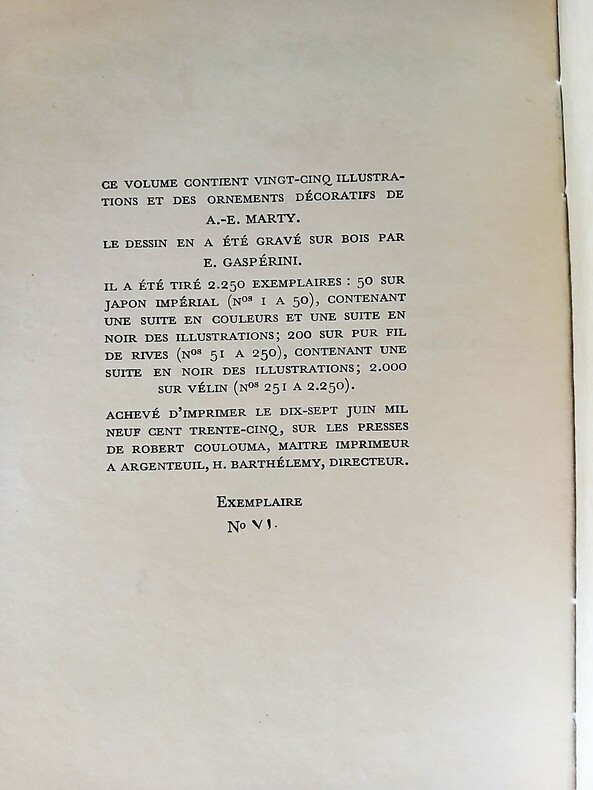 CE VOLUME CONTIENT VINGT-CINQ ILLUSTRA-
TIONS ET DES ORNEMENTS DÉCORATIFS DE
A.-E. MARTY.
LE DESSIN EN A ÉTÉ GRAVÉ SUR BOIS PAR
E. GASPÉRINI.
IL A ÉTÉ TIRÉ 2.250 EXEMPLAIRES : 50 SUR
JAPON IMPÉRIAL (Nos 1 A 50), CONTENANT
UNE SUITE EN COULEURS ET UNE SUITE EN
NOIR DES ILLUSTRATIONS; 200 SUR PUR FIL
DE RIVES (Nos 51 A 250), CONTENANT UNE
SUITE EN NOIR DES ILLUSTRATIONS; 2.000
SUR VÉLIN (Nos 251 A 2.250).
ACHEVÉ D'IMPRIMER LE DIX-SEPT JUIN MIL
NEUF CENT TRENTE-CINQ, SUR LES PRESSES
DE ROBERT COULOUMA, MAITRE IMPRIMEUR
A ARGENTEUIL, H. BARTHÉLEMY, DIRECTEUR.
EXEMPLAIRE
No VI.